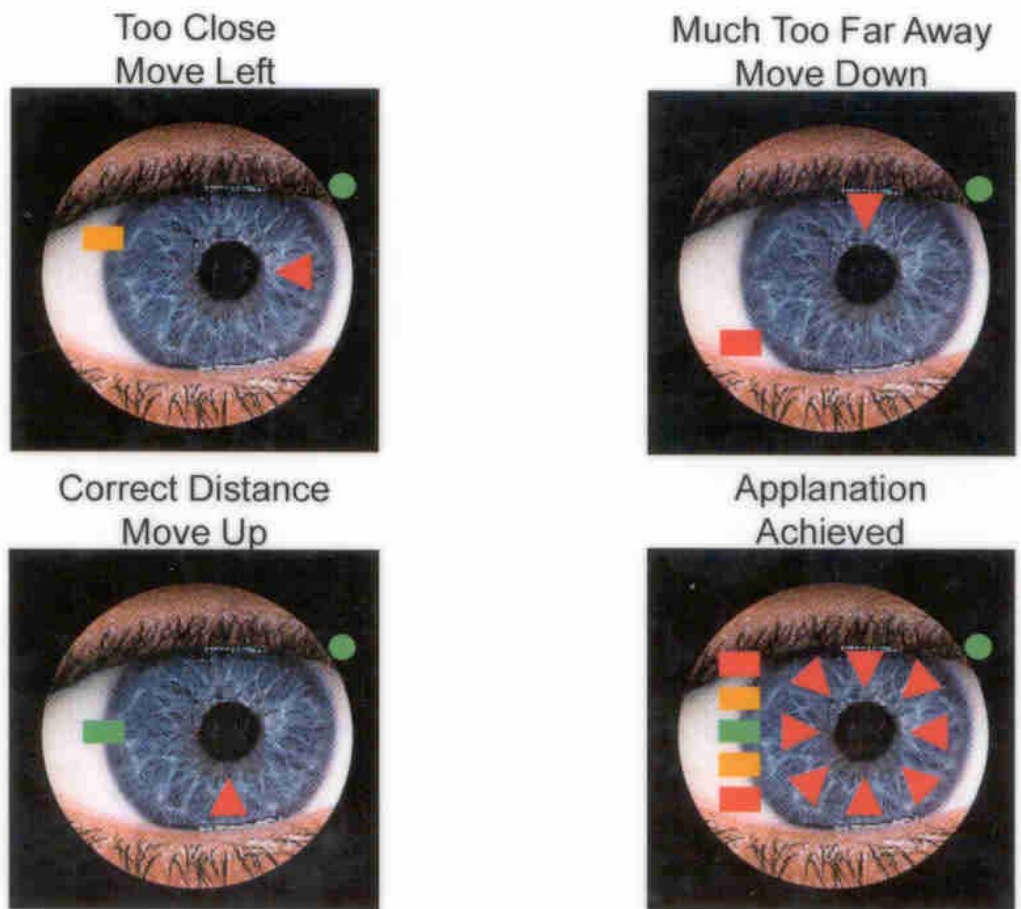 Too Close
Move Left
Much Too Far Away
Move Down
Correct Distance
Move Up
Applanation
Achieved